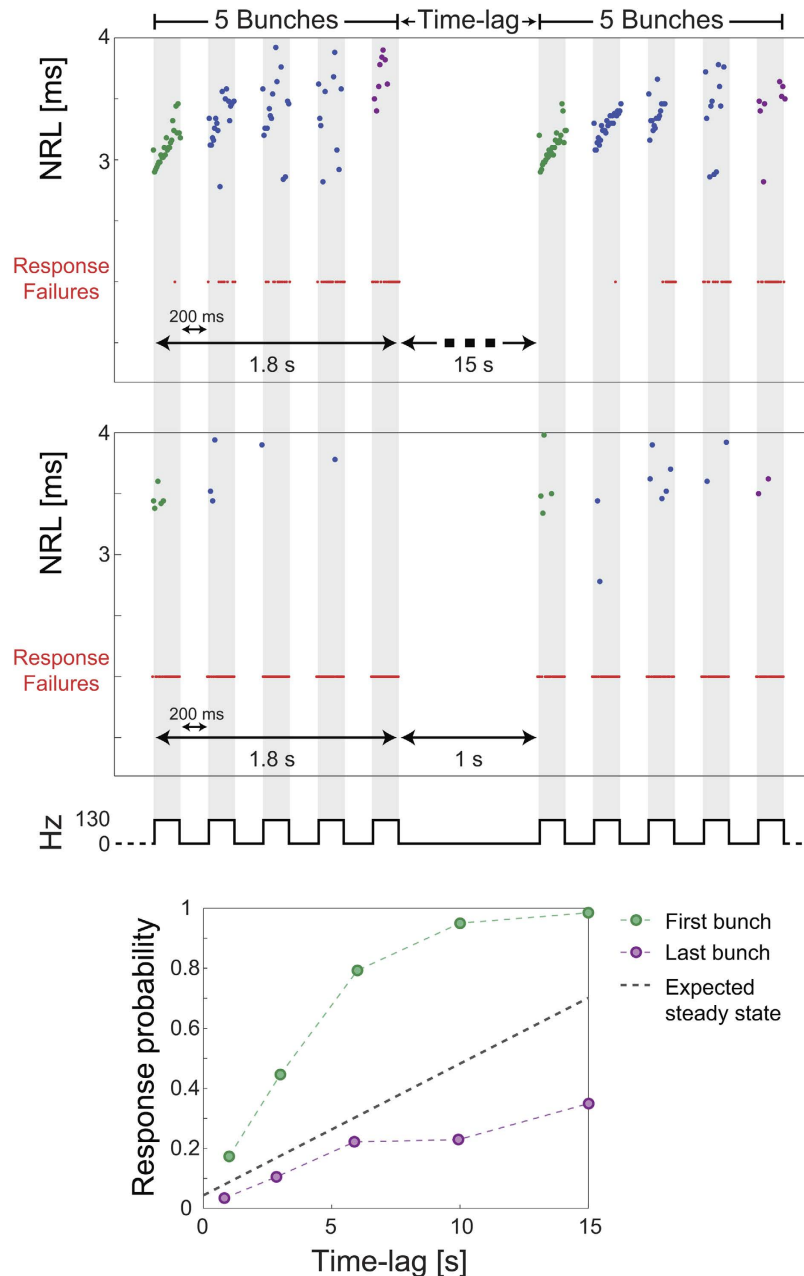 5 Bunches
Time-lag
5 Bunches
4
NRL [ms]
3
Response
Failures
200 ms
1.8 s
15 s
4
NRL [ms]
3
Response
Failures
200 ms
1.8 s
1 s
Hz
130
0
1
0.8
0.6
0.4
0.2
0
Response probability
0
5
10
15
Time-lag [s]
First bunch
Last bunch
Expected
steady state